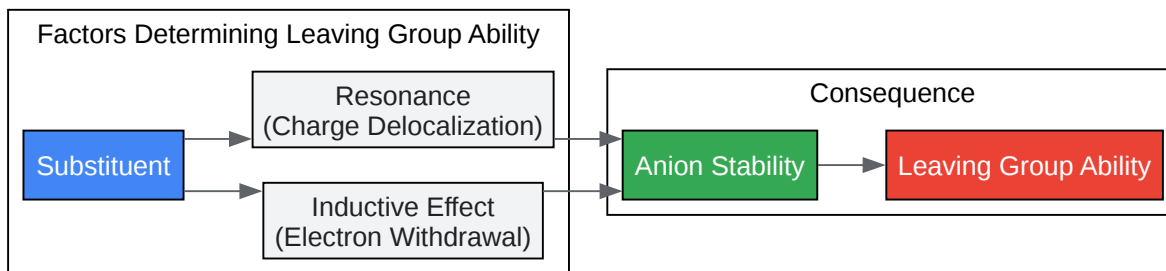 Factors Determining Leaving Group Ability
Resonance
(Charge Delocalization)
Substituent
Inductive Effect
(Electron Withdrawal)
Consequence
Anion Stability
Leaving Group Ability